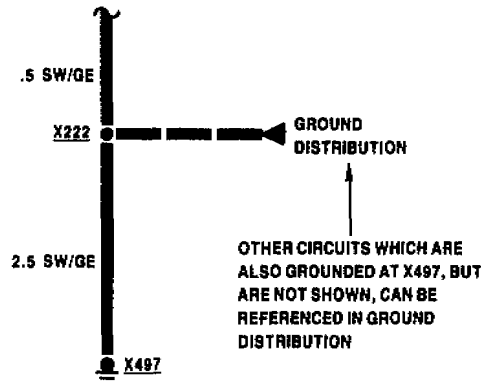 .5 SW/GE
X222
GROUND
DISTRIBUTION
2.5 SW/GE
OTHER CIRCUITS WHICH ARE
ALSO GROUNDED AT X497, BUT
ARE NOT SHOWN, CAN BE
REFERENCED IN GROUND
DISTRIBUTION
X497